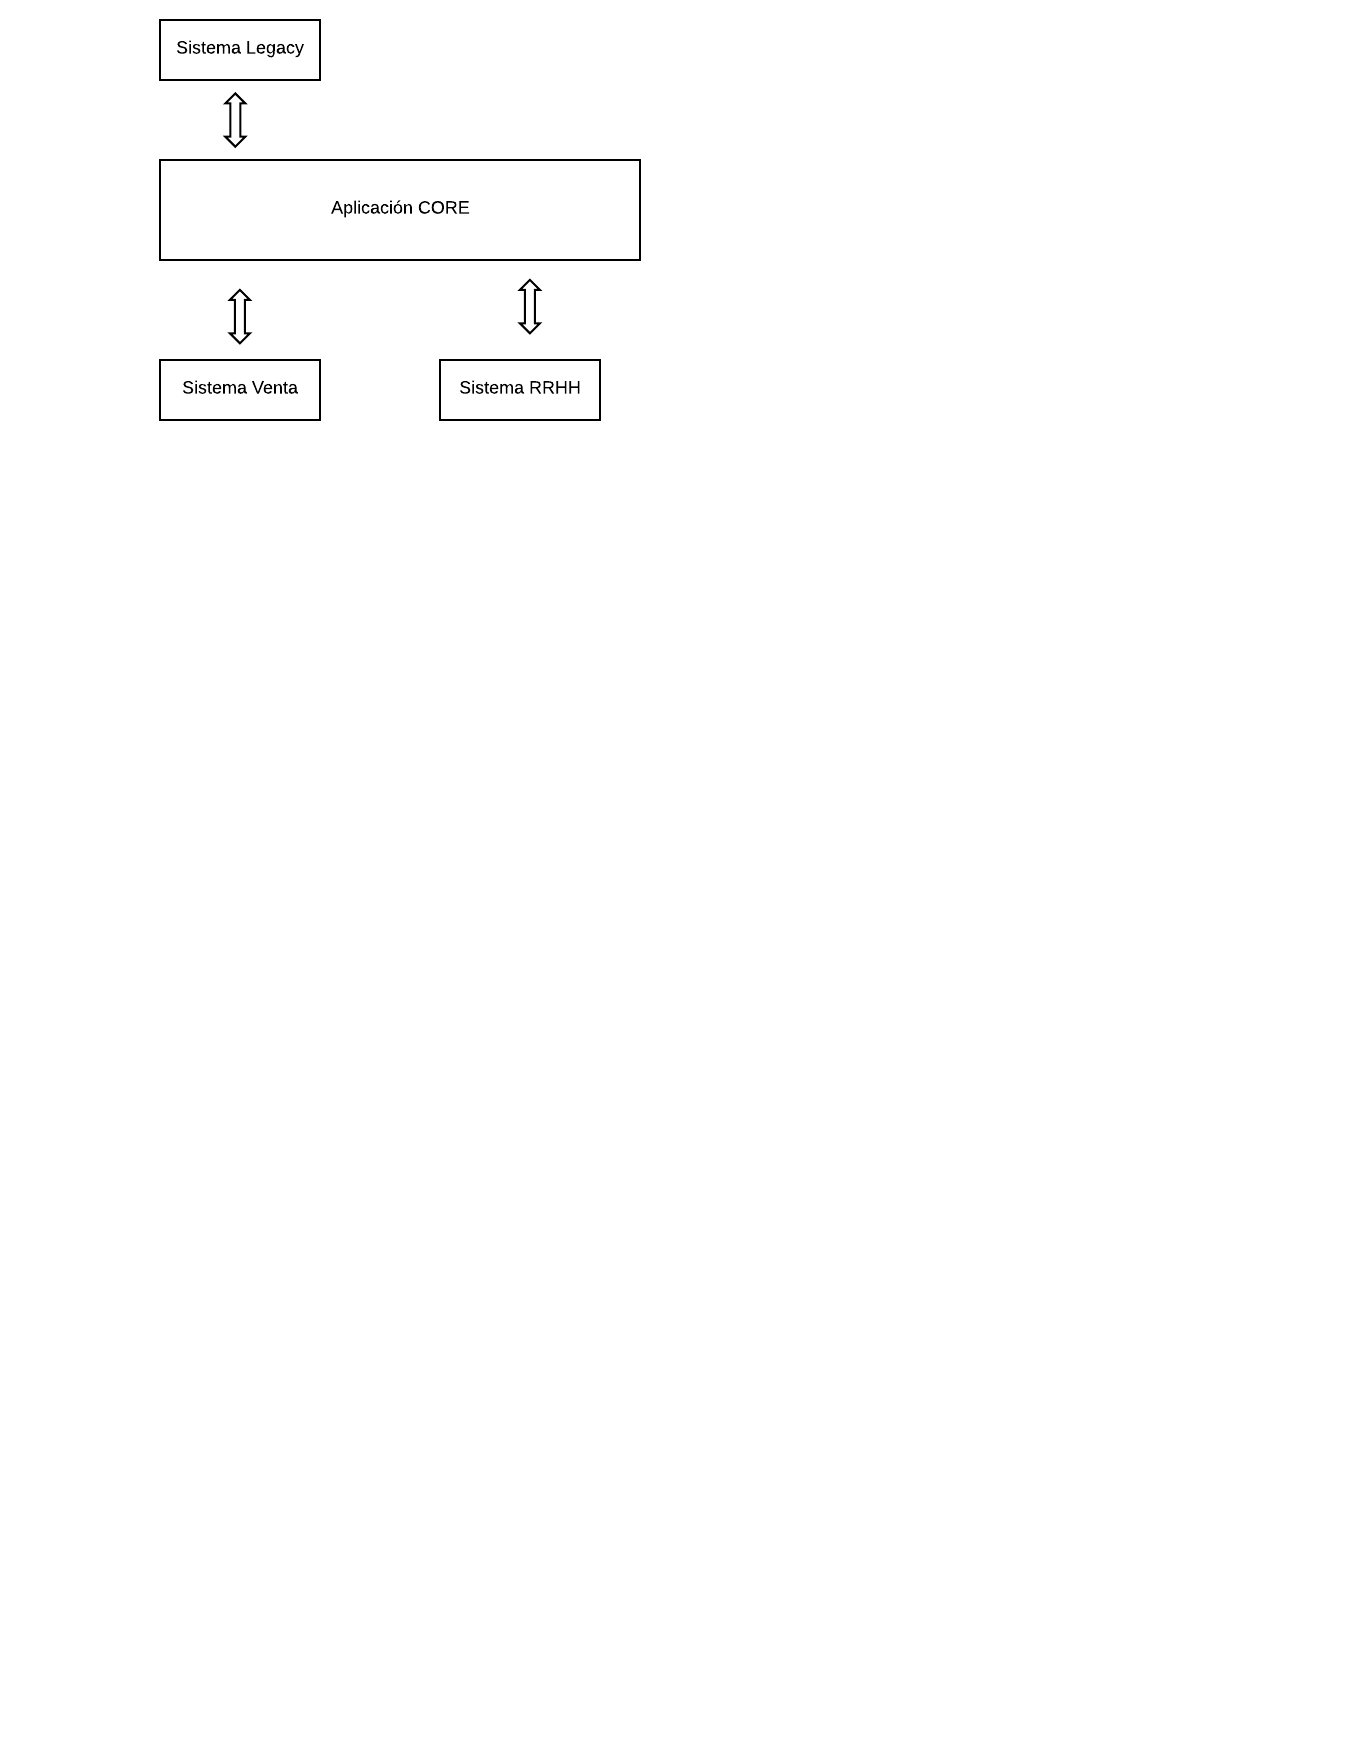 Sistema Legacy
Aplicación CORE
Sistema Venta
Sistema RRHH